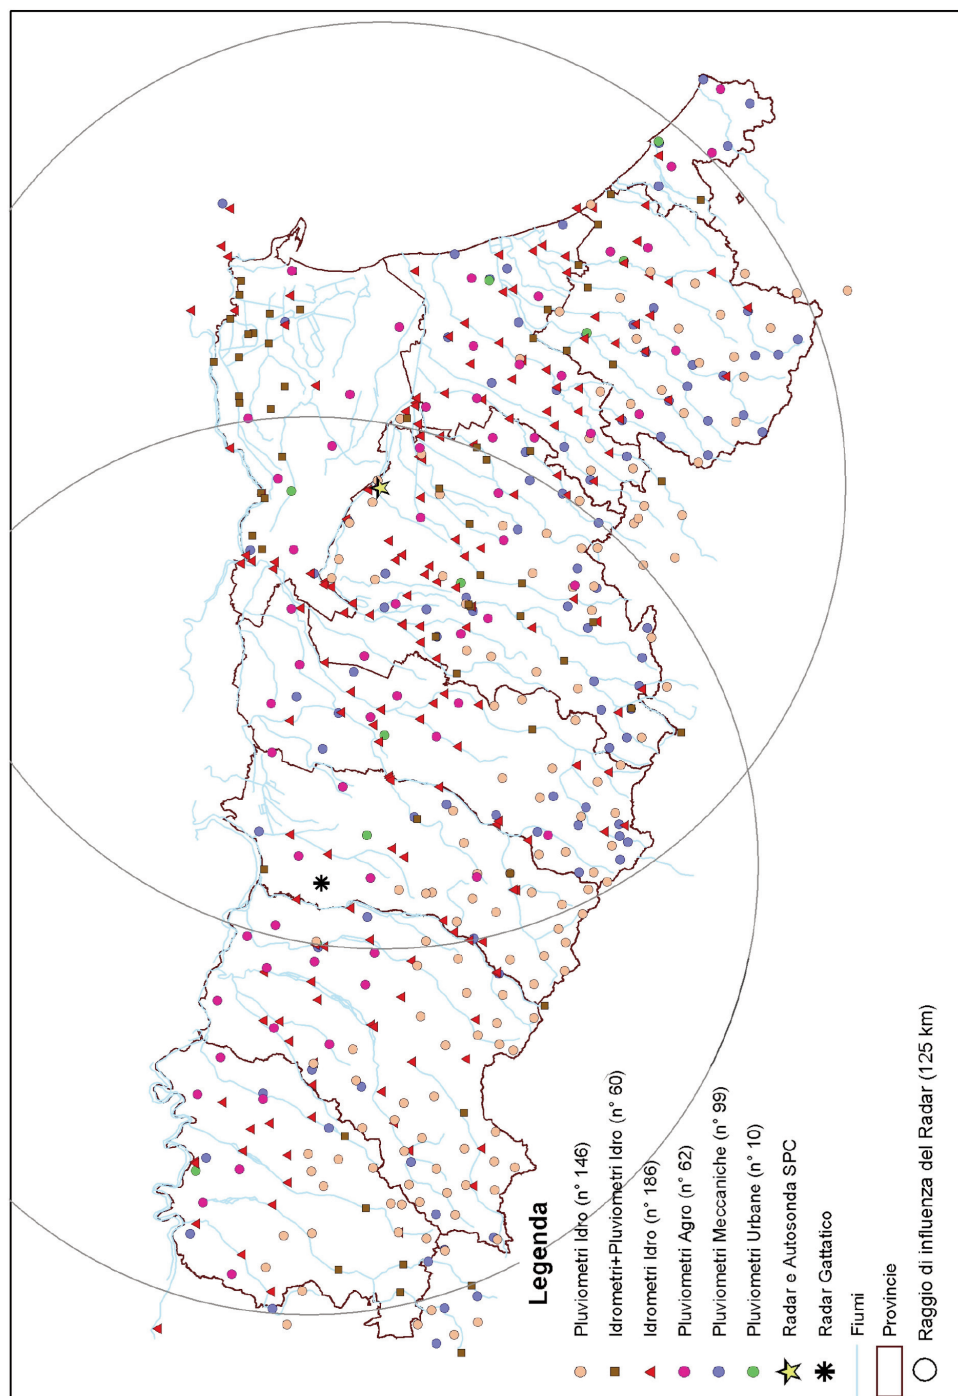 Legenda
Pluviometri Idro (n° 146)
Idrometri+Pluviometri Idro (n° 60)
Idrometri Idro (n° 186)
Pluviometri Agro (n° 62)
Pluviometri Meccaniche (n° 99)
Pluviometri Urbane (n° 10)
Radar e Autosonda SPC
Radar Gattatico
Fiumi
Provincie
Raggio di influenza del Radar (125 km)